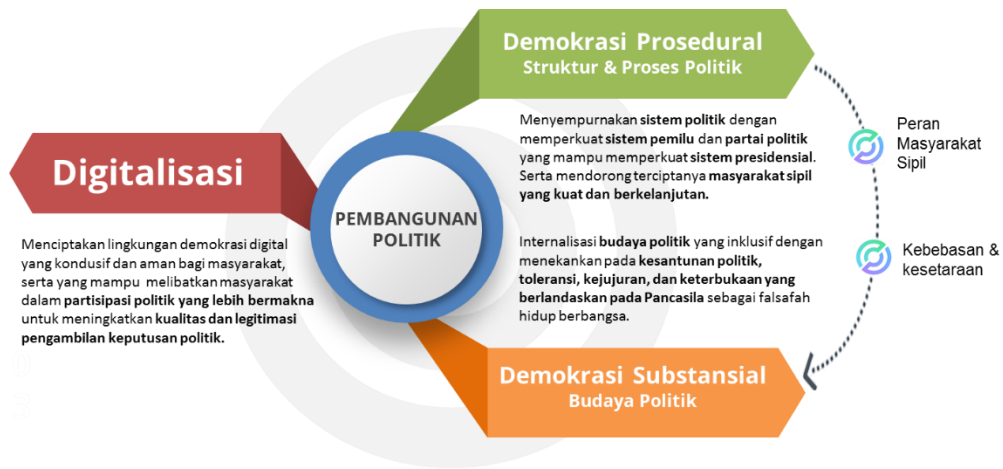 Demokrasi Prosedural
Struktur & Proses Politik
Menyempurnakan sistem politik dengan
memperkuat sistem pemilu dan partai politik
yang mampu memperkuat sistem presidensial.
Serta mendorong terciptanya masyarakat sipil
yang kuat dan berkelanjutan.
Peran
Masyarakat
Sipil
Digitalisasi
Menciptakan lingkungan demokrasi digital
yang kondusif dan aman bagi masyarakat,
serta yang mampu melibatkan masyarakat
dalam partisipasi politik yang lebih bermakna
untuk meningkatkan kualitas dan legitimasi
pengambilan keputusan politik.
PEMBANGUNAN
POLITIK
Internalisasi budaya politik yang inklusif dengan
menekankan pada kesantunan politik,
toleransi, kejujuran, dan keterbukaan yang
berlandaskan pada Pancasila sebagai falsafah
hidup berbangsa.
Kebebasan &
kesetaraan
Demokrasi Substansial
Budaya Politik